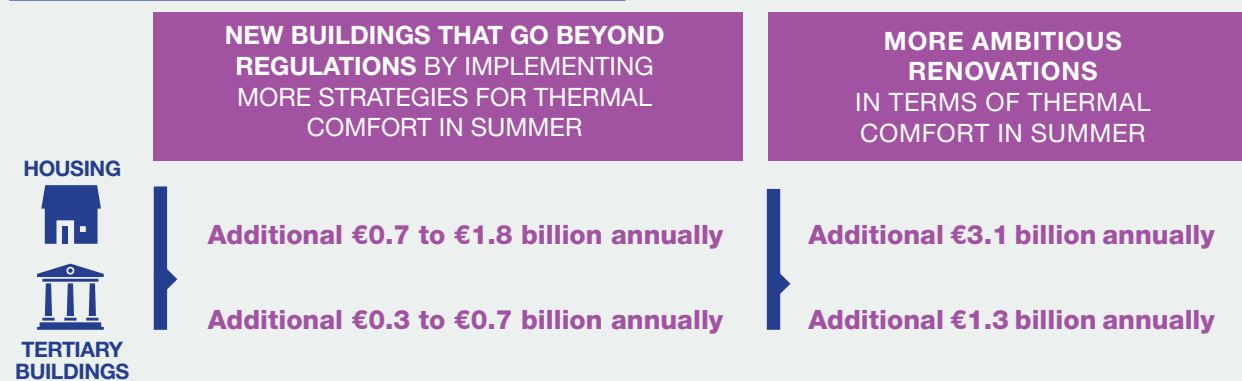 NEW BUILDINGS THAT GO BEYOND
REGULATIONS BY IMPLEMENTING
MORE STRATEGIES FOR THERMAL
COMFORT IN SUMMER
MORE AMBITIOUS
RENOVATIONS
IN TERMS OF THERMAL
COMFORT IN SUMMER
HOUSING
Additional €0.7 to €1.8 billion annually
Additional €3.1 billion annually
Additional €0.3 to €0.7 billion annually
Additional €1.3 billion annually
TERTIARY
BUILDINGS